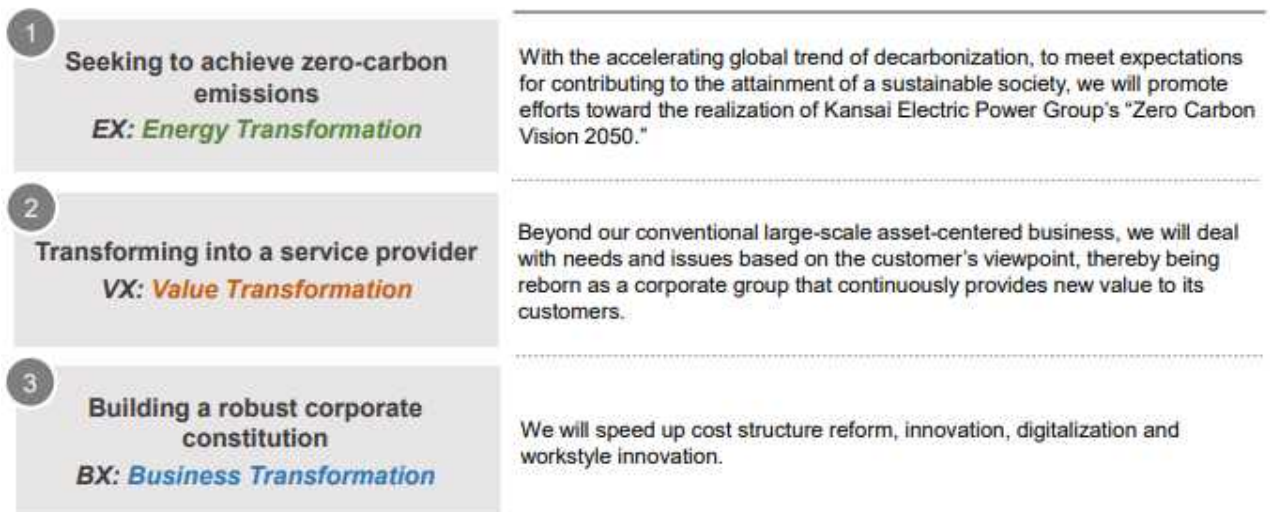 1
Seeking to achieve zero-carbon
emissions
EX: Energy Transformation
With the accelerating global trend of decarbonization, to meet expectations
for contributing to the attainment of a sustainable society, we will promote
efforts toward the realization of Kansai Electric Power Group's “Zero Carbon
Vision 2050.”
2
Transforming into a service provider
VX: Value Transformation
Beyond our conventional large-scale asset-centered business, we will deal
with needs and issues based on the customer's viewpoint, thereby being
reborn as a corporate group that continuously provides new value to its
customers.
3
Building a robust corporate
constitution
BX: Business Transformation
We will speed up cost structure reform, innovation, digitalization and
workstyle innovation.